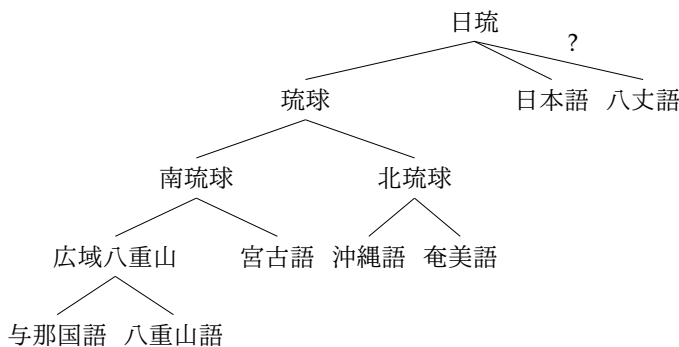 日琉
?
琉球 日本語 八丈語
南琉球 北琉球
広域八重山 宮古語 沖縄語 奄美語
与那国語 八重山語